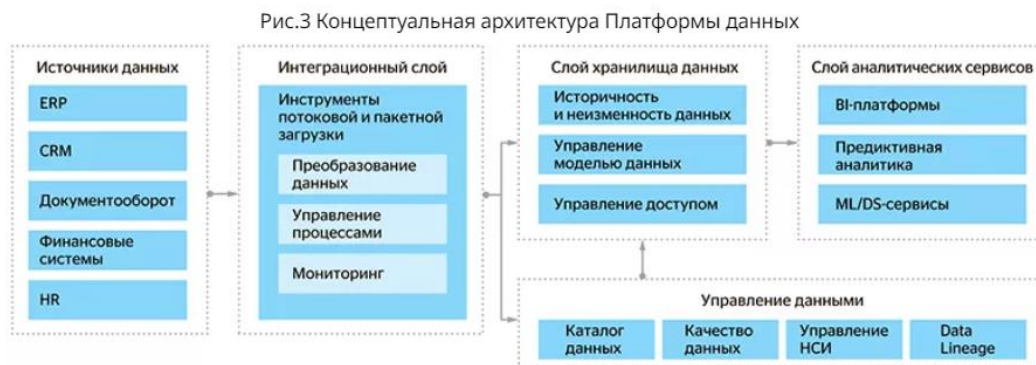 Рис.3 Концептуальная архитектура Платформы данных
Источники данных
ERP
CRM
Документооборот
Финансовые
системы
HR
Интеграционный слой
Инструменты
потоковой и пакетной
загрузки
Преобразование
данных
Управление
процессами
Мониторинг
Слой хранилища данных
Историчность
и неизменность данных
Управление
моделью данных
Управление доступом
Слой аналитических сервисов
BI-платформы
Предиктивная
аналитика
ML/DS-сервисы
Управление данными
Каталог
данных
Качество
данных
Управление
НСИ
Data
Lineage